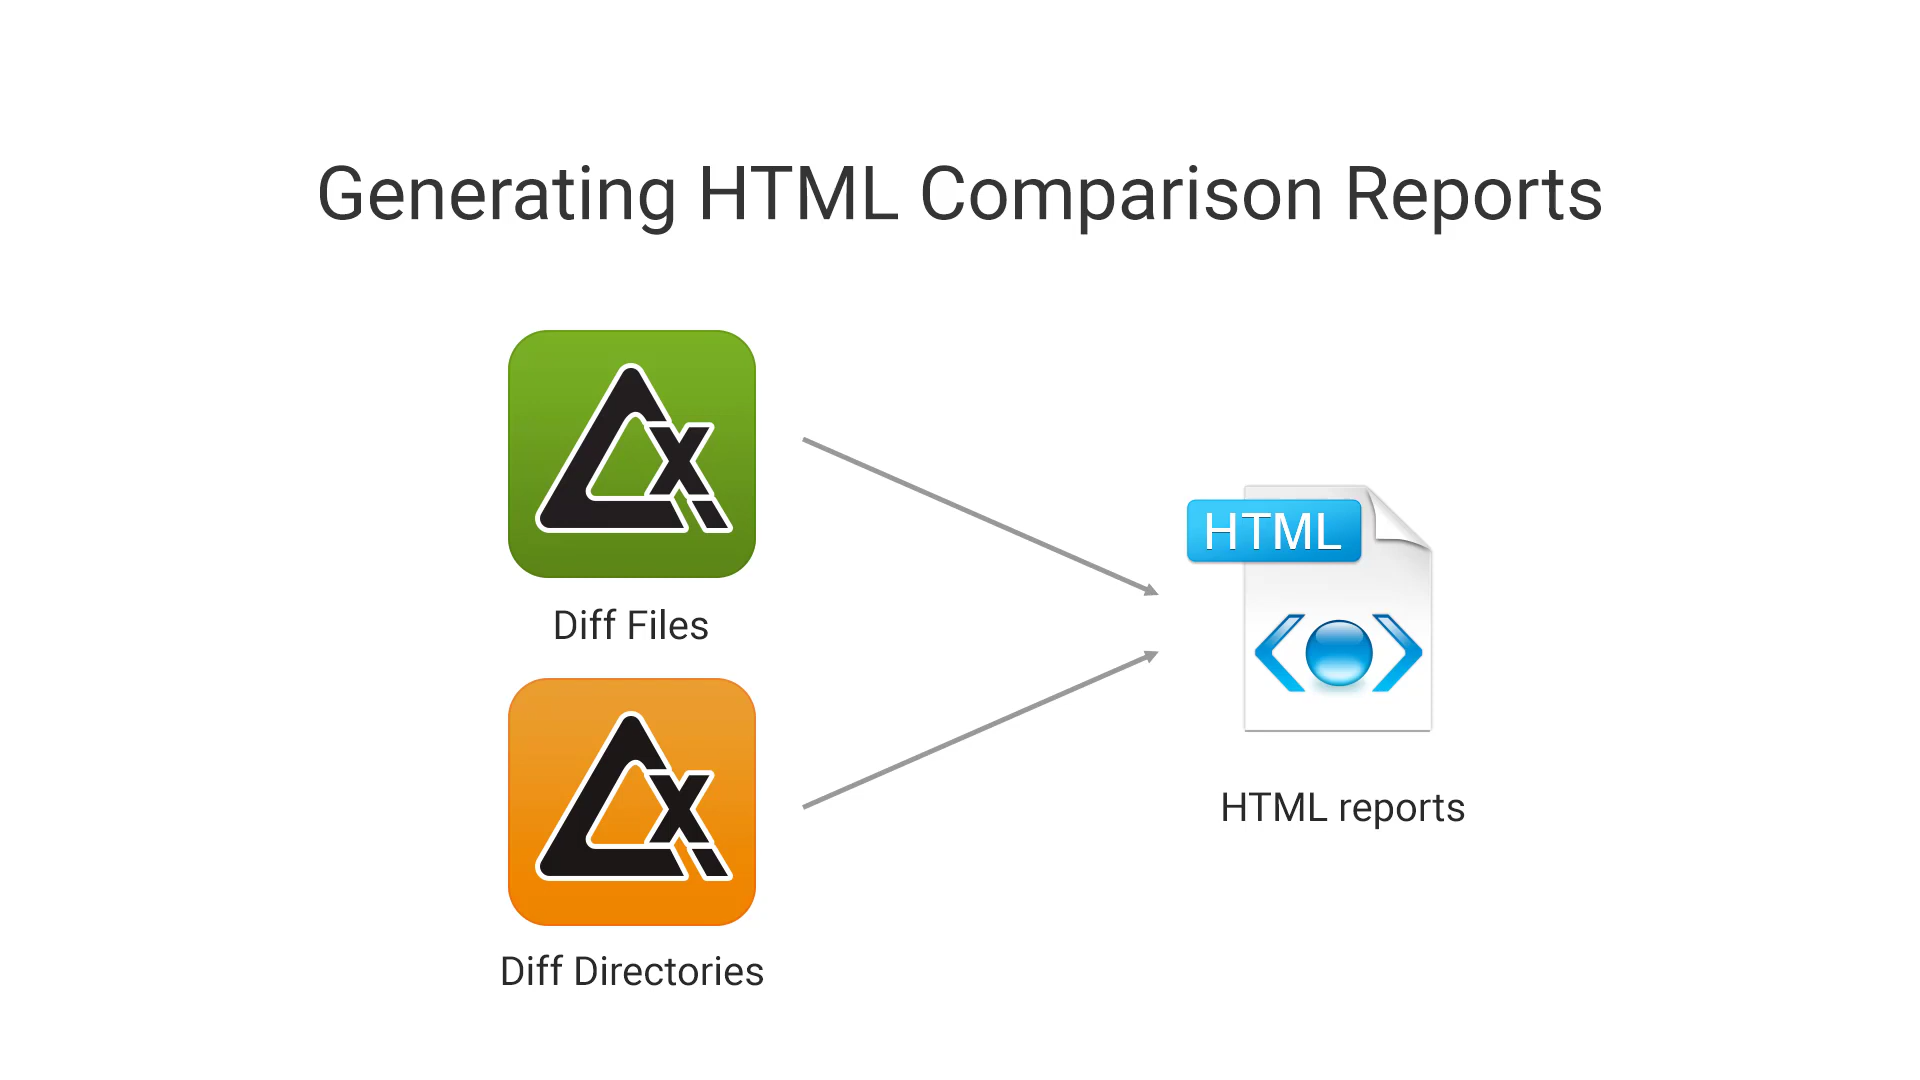 Generating HTML Comparison Reports
Diff Files
HTML
HTML reports
Diff Directories